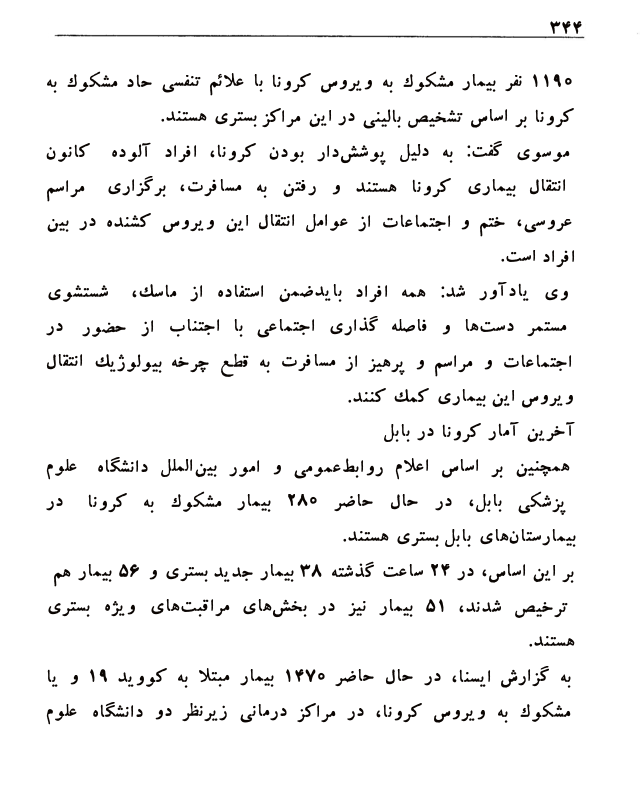 ۳۴۴
۱۱۹۰ نفر بیمار مشکوك به ویروس کرونا با علائم تنفسی حاد مشکوك به
کرونا بر اساس تشخیص بالینی در این مراکز بستری هستند.
موسوی گفت: به دلیل پوشش‌دار بودن کرونا، افراد آلوده کانون
انتقال بیماری کرونا هستند و رفتن به مسافرت، برگزاری مراسم
عروسی، ختم و اجتماعات از عوامل انتقال این ویروس کشنده در بین
افراد است.
وی یادآور شد: همه افراد بایدضمن استفاده از ماسك، شستشوی
مستمر دست‌ها و فاصله گذاری اجتماعی با اجتناب از حضور در
اجتماعات و مراسم و پرهیز از مسافرت به قطع چرخه بیولوژیك انتقال
ویروس این بیماری کمك کنند.
آخرین آمار کرونا در بابل
همچنین بر اساس اعلام روابط‌عمومی و امور بین‌الملل دانشگاه علوم
پزشکی بابل، در حال حاضر ۲۸۰ بیمار مشکوك به کرونا در
بیمارستان‌های بابل بستری هستند.
بر این اساس، در ۲۴ ساعت گذشته ۳۸ بیمار جدید بستری و ۵۶ بیمار هم
ترخیص شدند، ۵۱ بیمار نیز در بخش‌های مراقبت‌های ویژه بستری
هستند.
به گزارش ایسنا، در حال حاضر ۱۴۷۰ بیمار مبتلا به کووید ۱۹ و یا
مشکوك به ویروس کرونا، در مراکز درمانی زیرنظر دو دانشگاه علوم